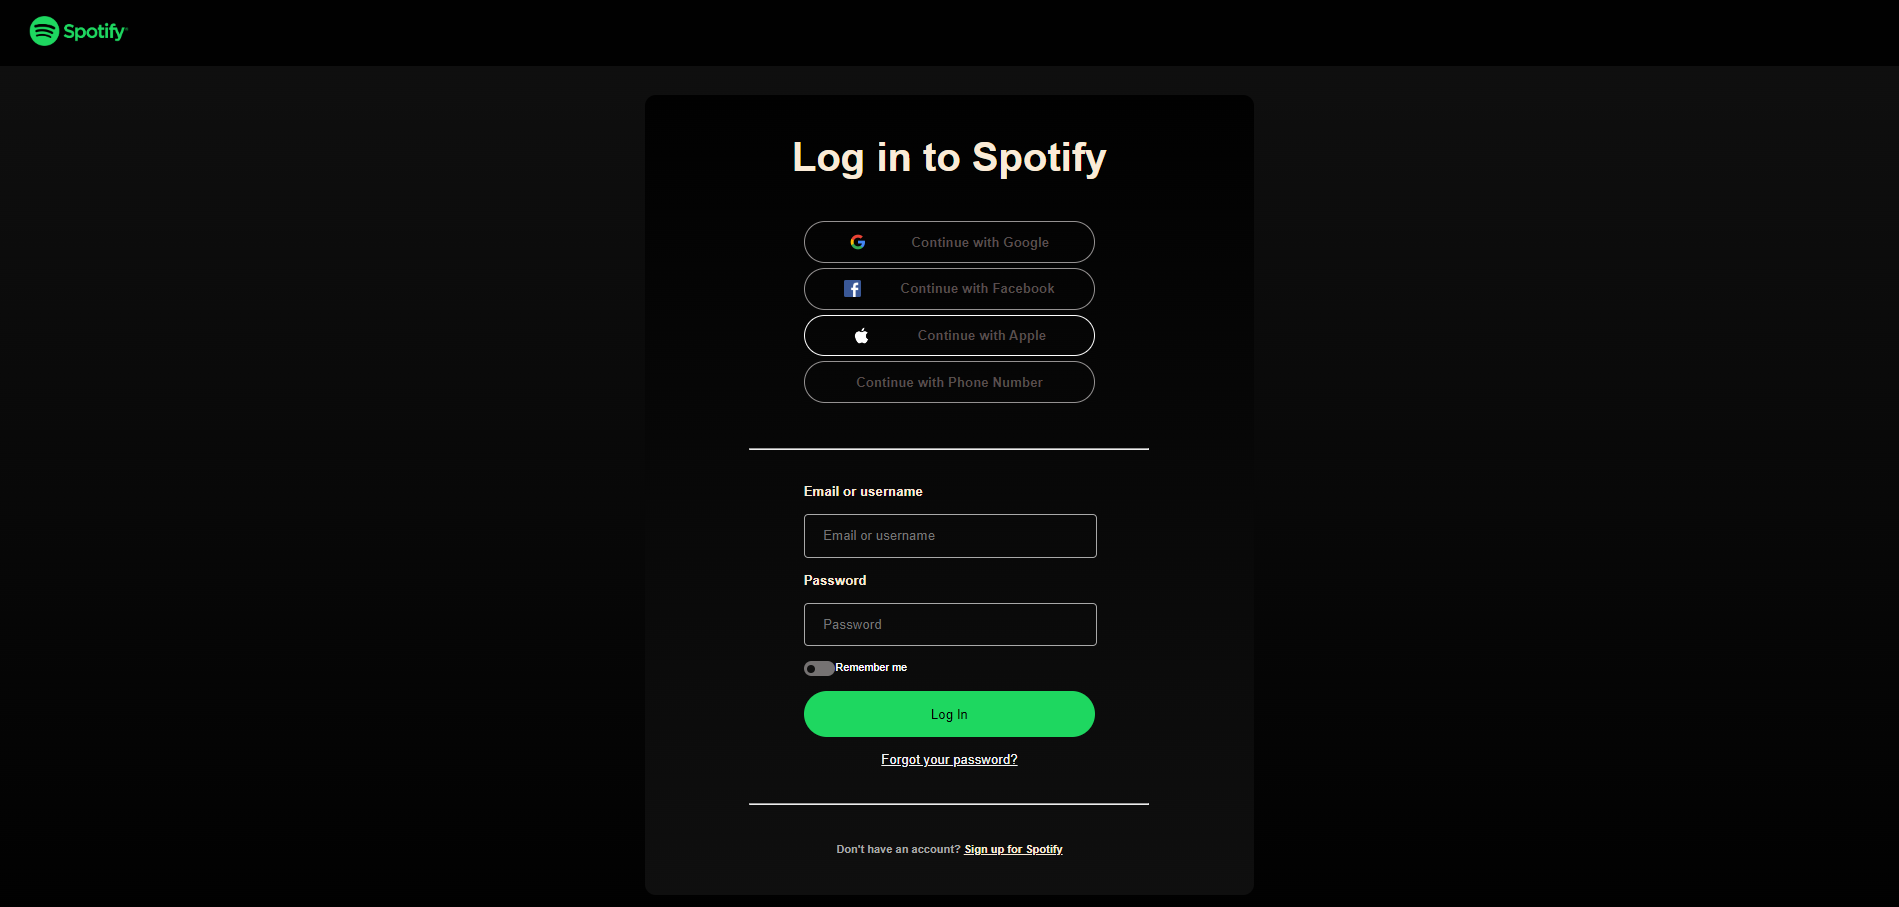 Spotify
Log in to Spotify
Continue with Google
Continue with Facebook
Continue with Apple
Continue with Phone Number
Email or username
Email or username
Password
Password
Remember me
Log In
Forgot your password?
Don't have an account? Sign up for Spotify